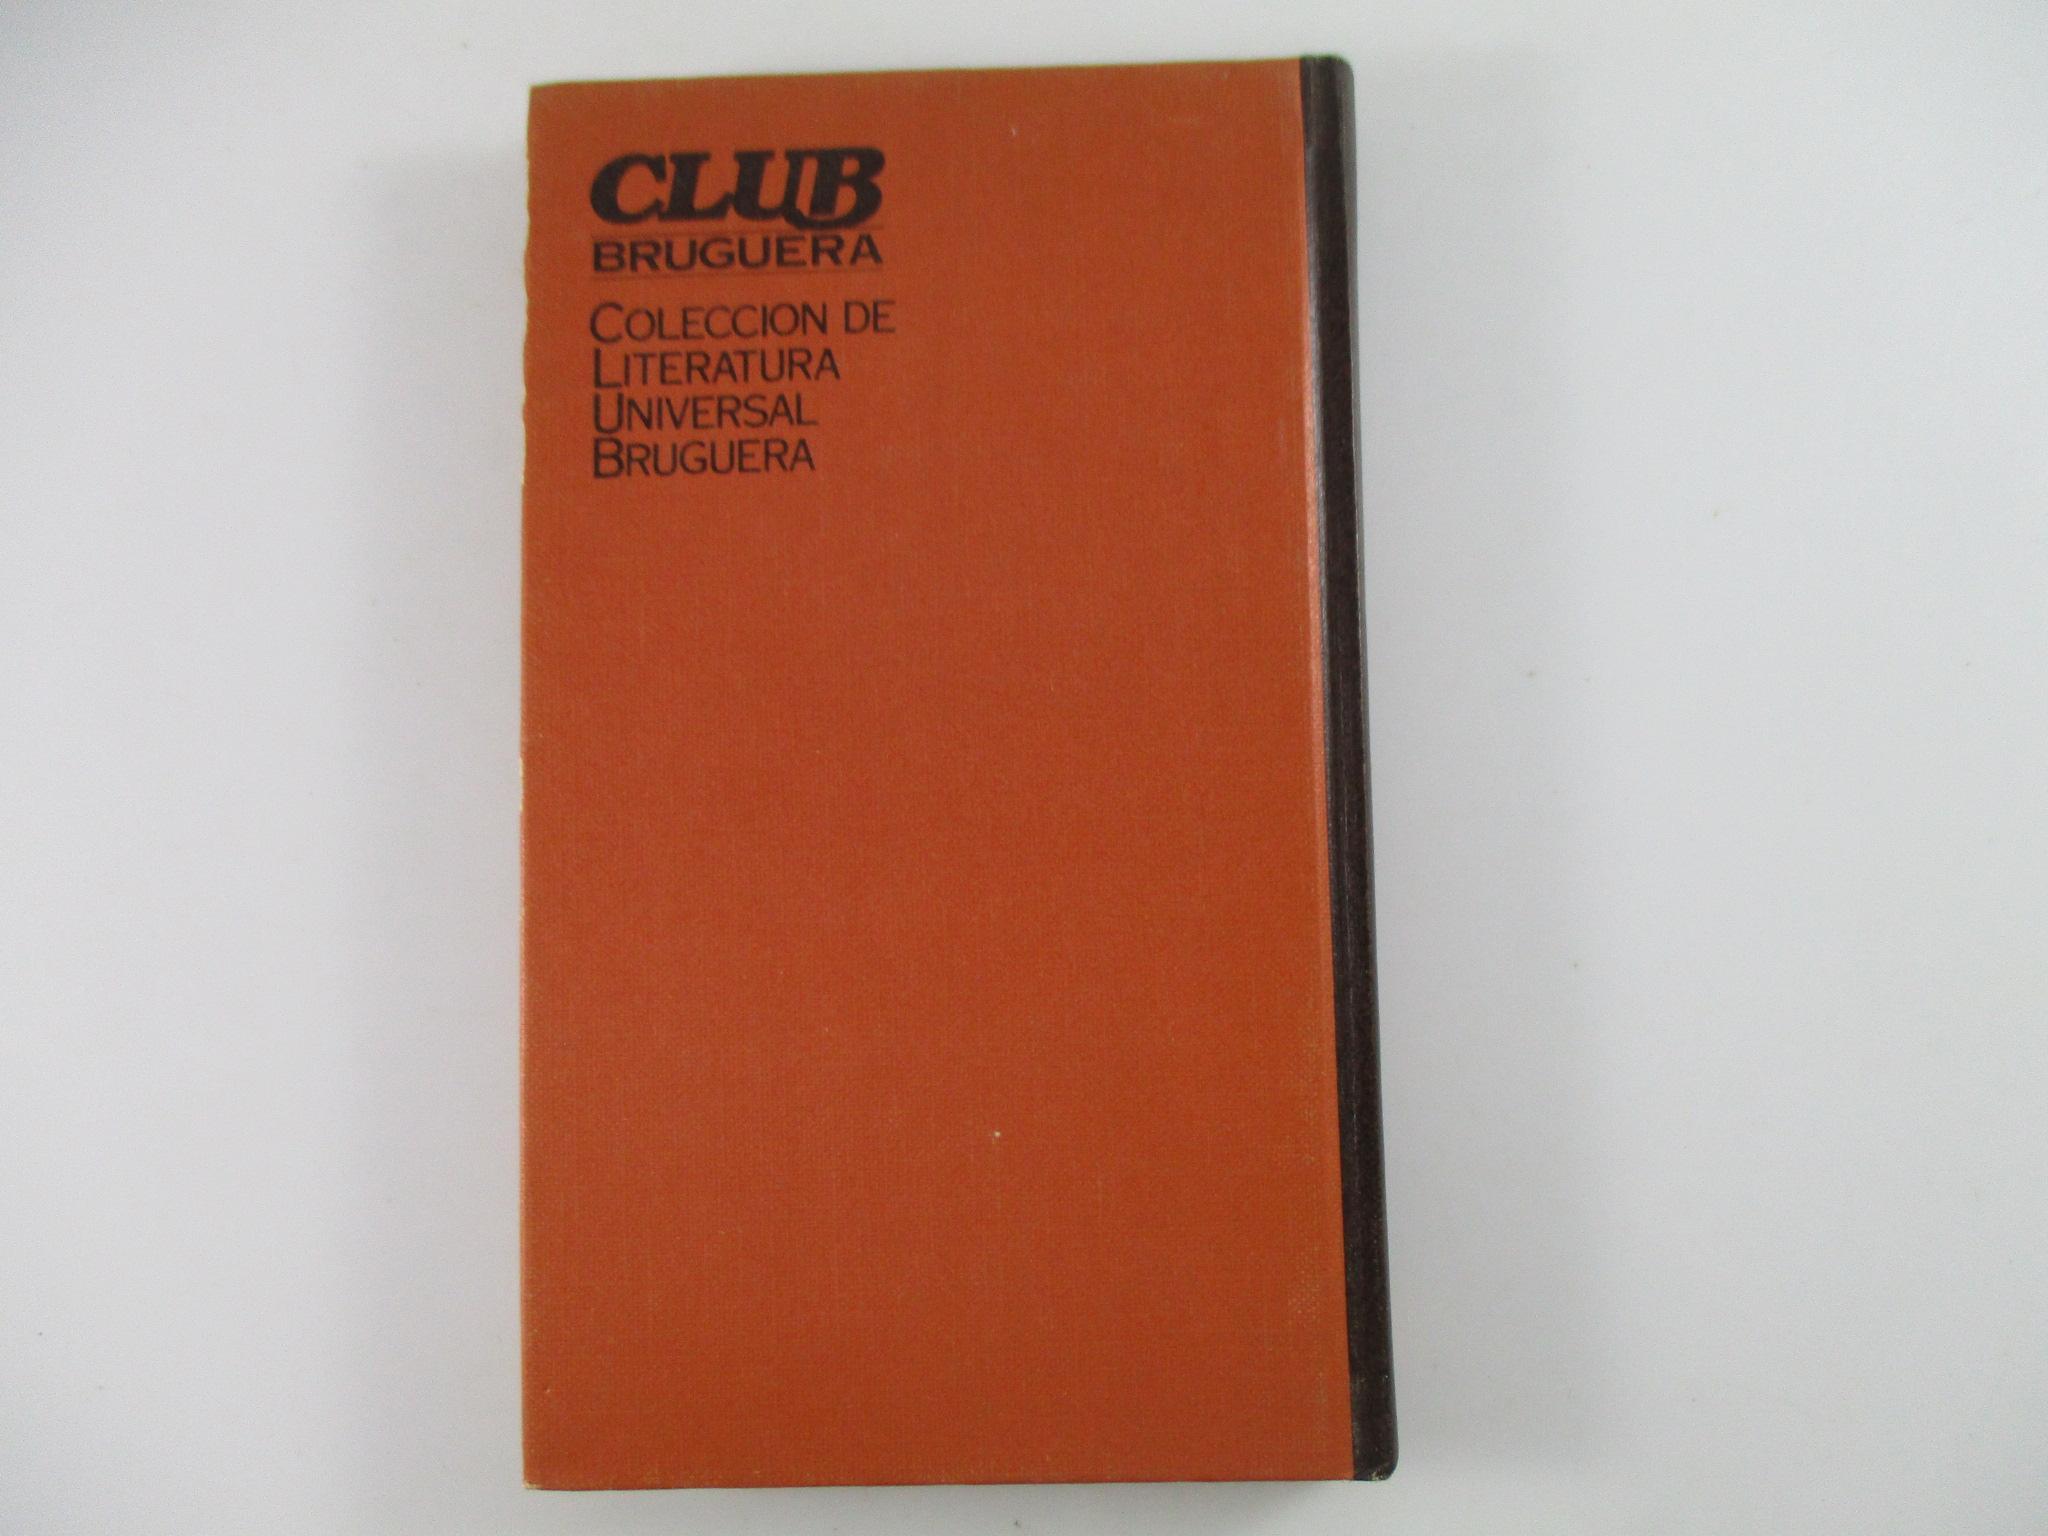 CLUB
BRUGUERA
COLECCION DE
LITERATURA
UNIVERSAL
BRUGUERA